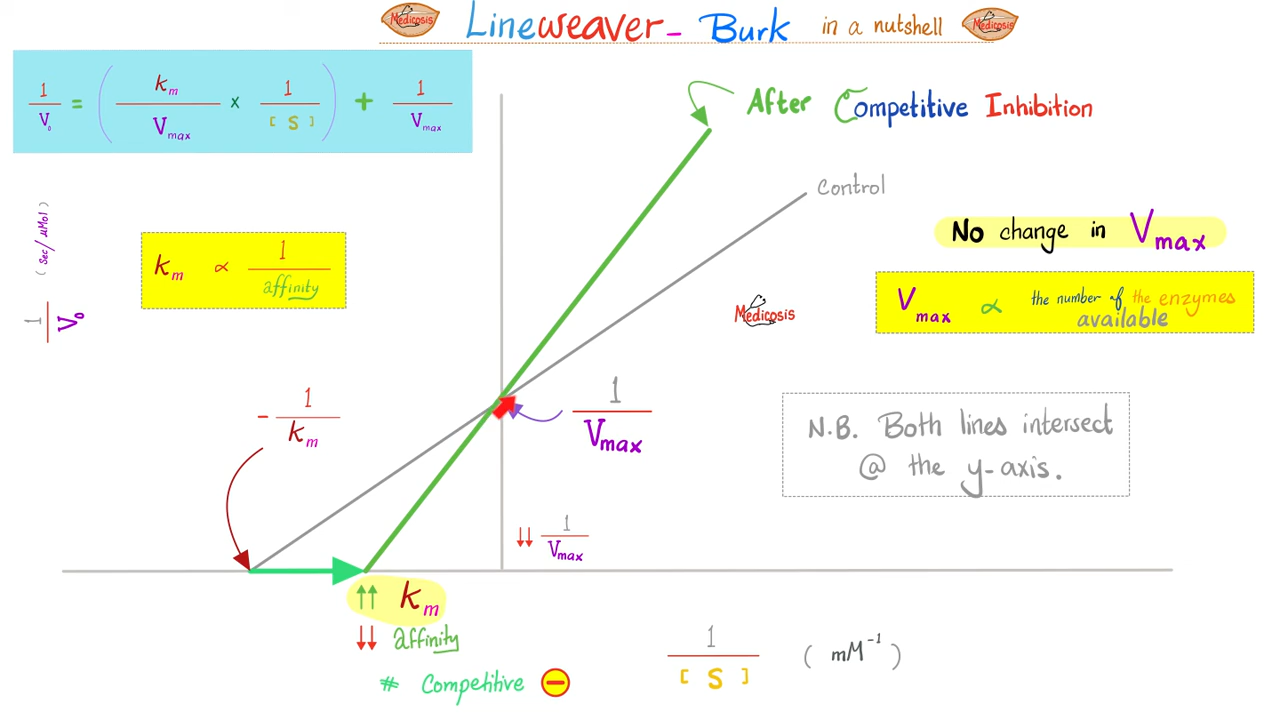 Medicosis Lineweaver - Burk in a nutshell Medicosis
1/V₀ = ( Km/Vmax × 1/[S] ) + 1/Vmax
After Competitive Inhibition
Control
No change in Vmax
Km ∝ 1/affinity
Vmax ∝ the number of the enzymes
available
Medicosis
1/V₀ (Sec/μMol)
- 1/Km
1/Vmax
N.B. Both lines intersect
@ the y-axis.
↓↓ 1/Vmax
↑↑ Km
↓↓ affinity
# Competitive ⊖
1/[S] (mM⁻¹)